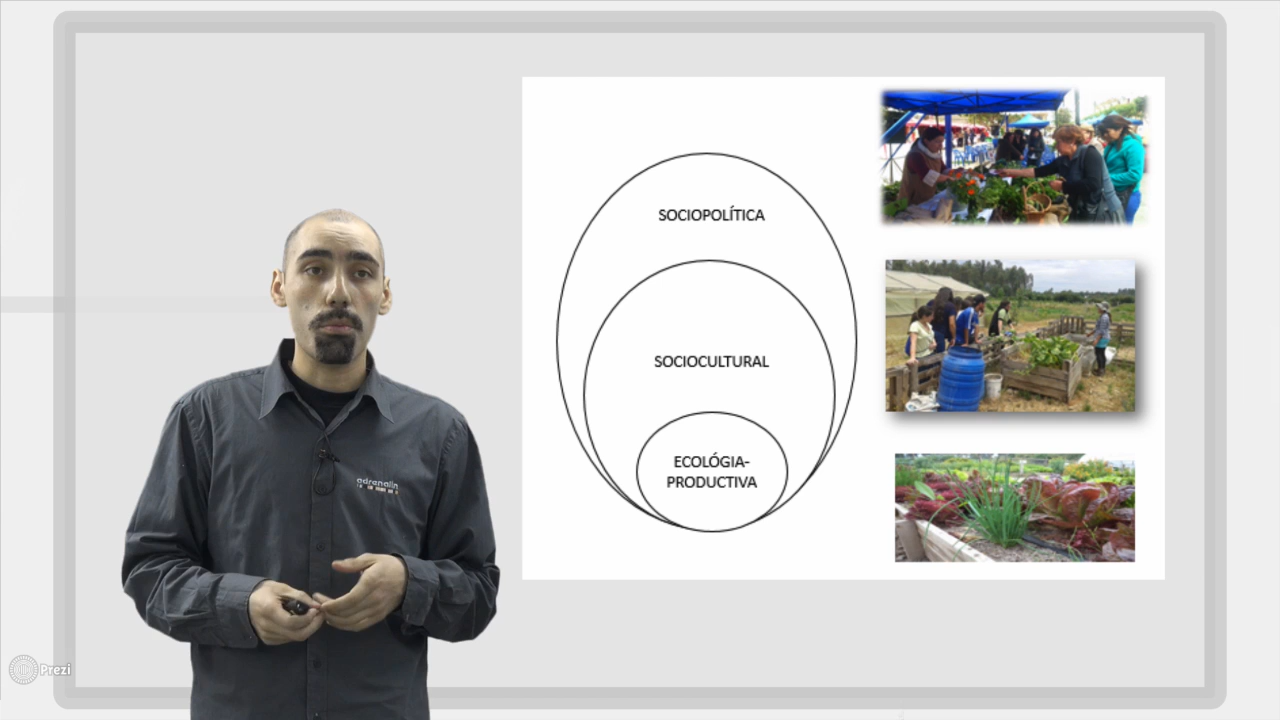 SOCIOPOLÍTICA
SOCIOCULTURAL
ECOLÓGIA-
PRODUCTIVA
adrenalin
Prezi